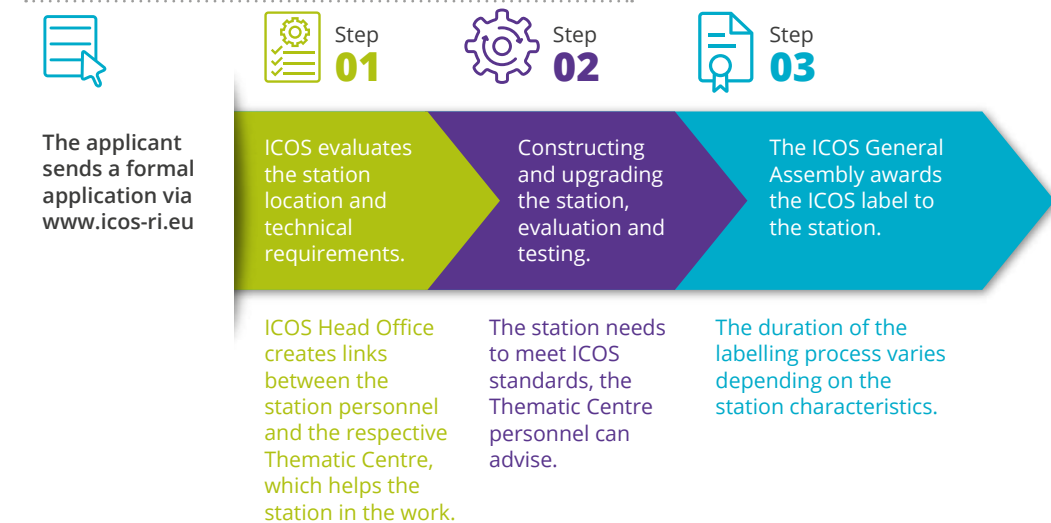 The applicant
sends a formal
application via
www.icos-ri.eu
Step
01
ICOS evaluates
the station
location and
technical
requirements.
ICOS Head Office
creates links
between the
station personnel
and the respective
Thematic Centre,
which helps the
station in the work.
Step
02
Constructing
and upgrading
the station,
evaluation and
testing.
The station needs
to meet ICOS
standards, the
Thematic Centre
personnel can
advise.
Step
03
The ICOS General
Assembly awards
the ICOS label to
the station.
The duration of the
labelling process varies
depending on the
station characteristics.